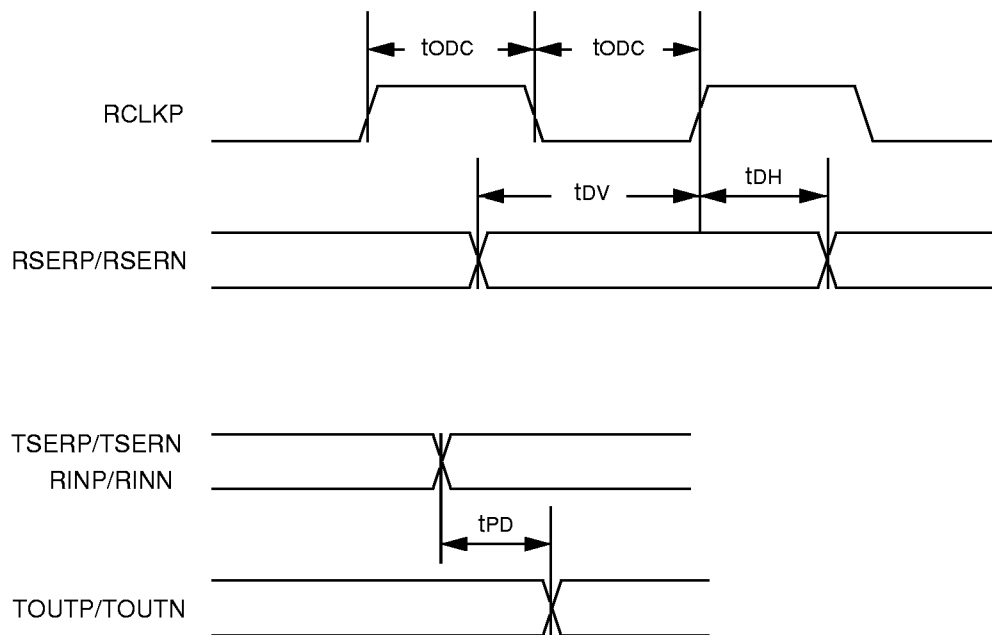 tODC tODC
RCLKP
tDV tDH
RSERP/RSERN
TSERP/TSERN
RINP/RINN
tPD
TOUTP/TOUTN